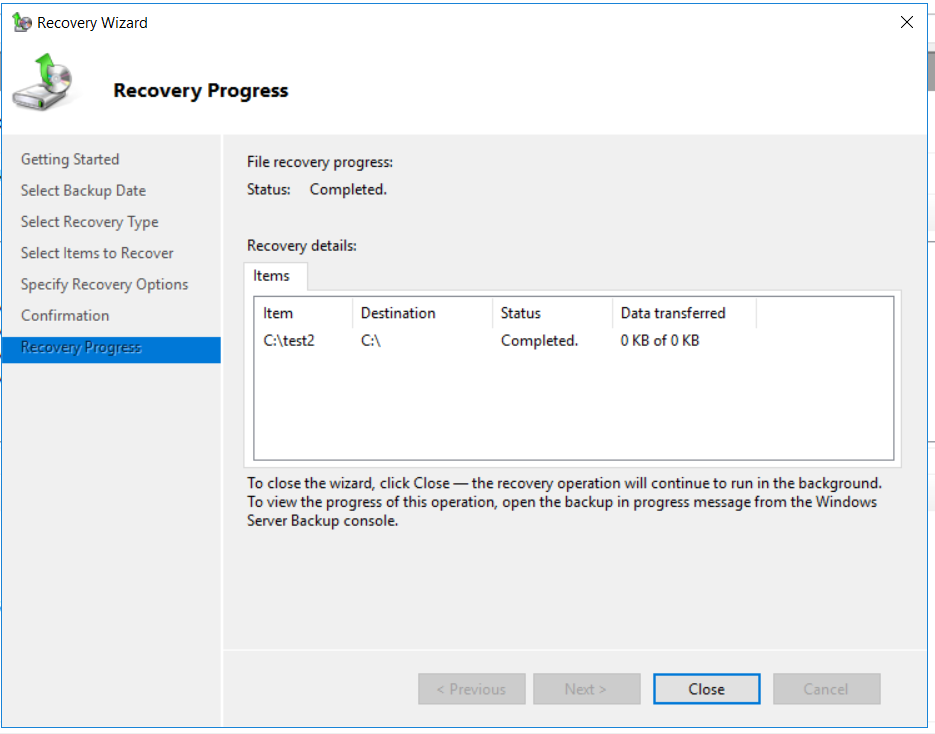 Recovery Wizard
Recovery Progress
Getting Started
Select Backup Date
Select Recovery Type
Select Items to Recover
Specify Recovery Options
Confirmation
Recovery Progress
File recovery progress:
Status: Completed.
Recovery details:
Items
Item Destination Status Data transferred
C:\test2 C:\ Completed. 0 KB of 0 KB
To close the wizard, click Close — the recovery operation will continue to run in the background.
To view the progress of this operation, open the backup in progress message from the Windows
Server Backup console.
< Previous Next > Close Cancel